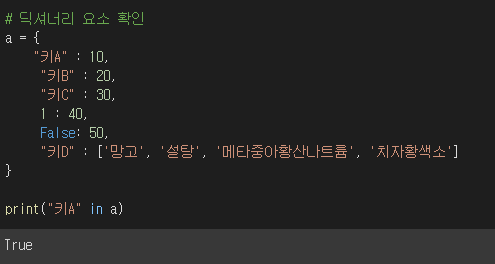 # 딕셔너리 요소 확인
a = {
    "키A" : 10,
     "키B" : 20,
     "키C" : 30,
     1 : 40,
     False: 50,
     "키D" : ['망고', '설탕', '메타중아황산나트륨', '치자황색소']
}
print("키A" in a)
True